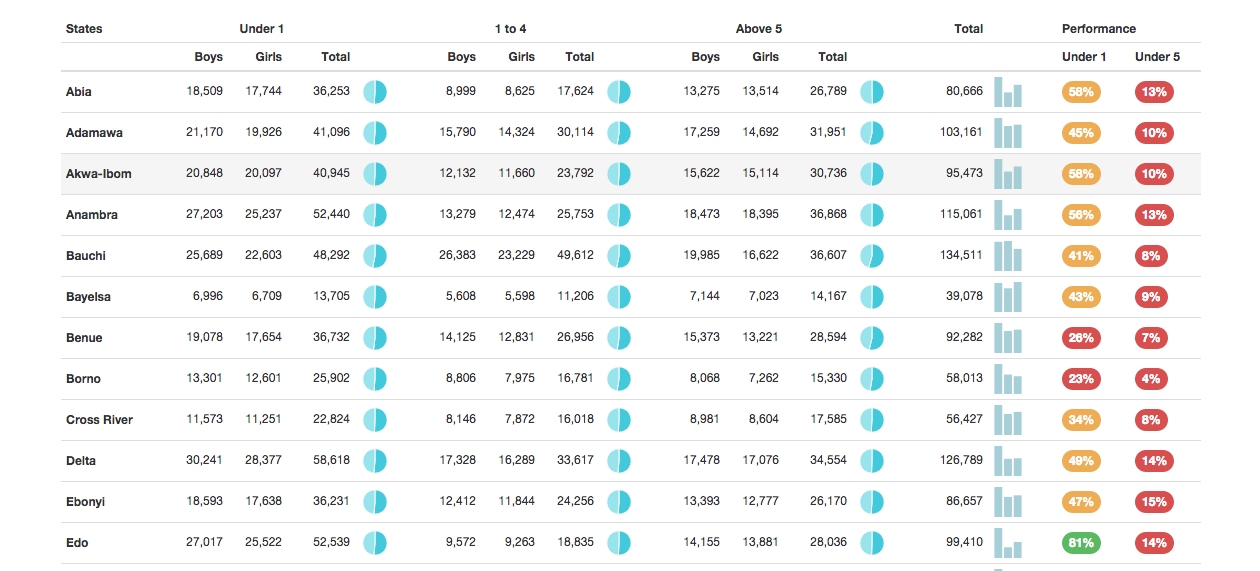 States Under 1 1 to 4 Above 5 Total Performance
Boys Girls Total Boys Girls Total Boys Girls Total Under 1 Under 5
Abia 18,509 17,744 36,253 8,999 8,625 17,624 13,275 13,514 26,789 80,666 58% 13%
Adamawa 21,170 19,926 41,096 15,790 14,324 30,114 17,259 14,692 31,951 103,161 45% 10%
Akwa-Ibom 20,848 20,097 40,945 12,132 11,660 23,792 15,622 15,114 30,736 95,473 58% 10%
Anambra 27,203 25,237 52,440 13,279 12,474 25,753 18,473 18,395 36,868 115,061 56% 13%
Bauchi 25,689 22,603 48,292 26,383 23,229 49,612 19,985 16,622 36,607 134,511 41% 8%
Bayelsa 6,996 6,709 13,705 5,608 5,598 11,206 7,144 7,023 14,167 39,078 43% 9%
Benue 19,078 17,654 36,732 14,125 12,831 26,956 15,373 13,221 28,594 92,282 26% 7%
Borno 13,301 12,601 25,902 8,806 7,975 16,781 8,068 7,262 15,330 58,013 23% 4%
Cross River 11,573 11,251 22,824 8,146 7,872 16,018 8,981 8,604 17,585 56,427 34% 8%
Delta 30,241 28,377 58,618 17,328 16,289 33,617 17,478 17,076 34,554 126,789 49% 14%
Ebonyi 18,593 17,638 36,231 12,412 11,844 24,256 13,393 12,777 26,170 86,657 47% 15%
Edo 27,017 25,522 52,539 9,572 9,263 18,835 14,155 13,881 28,036 99,410 81% 14%